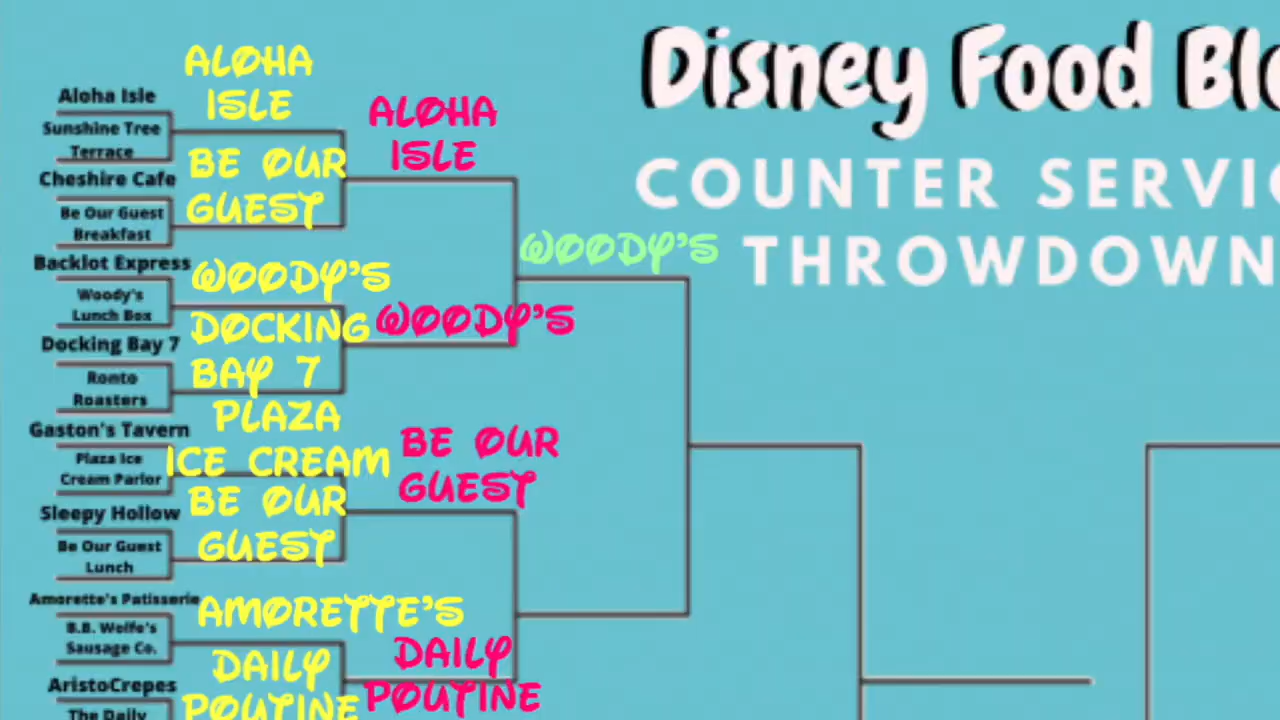 Disney Food Blo
COUNTER SERVIC
THROWDOWN
Aloha Isle
Sunshine Tree
Terrace
Cheshire Cafe
Be Our Guest
Breakfast
Backlot Express
Woody's
Lunch Box
Docking Bay 7
Ronto
Roasters
Gaston's Tavern
Plaza Ice
Cream Parlor
Sleepy Hollow
Be Our Guest
Lunch
Amorette's Patisserie
B.B. Wolfe's
Sausage Co.
AristoCrepes
The Daily
ALOHA
ISLE
BE OUR
GUEST
WOODY'S
DOCKING
BAY 7
PLAZA
ICE CREAM
BE OUR
GUEST
AMORETTE'S
DAILY
POUTINE
ALOHA
ISLE
WOODY'S
BE OUR
GUEST
DAILY
POUTINE
WOODY'S